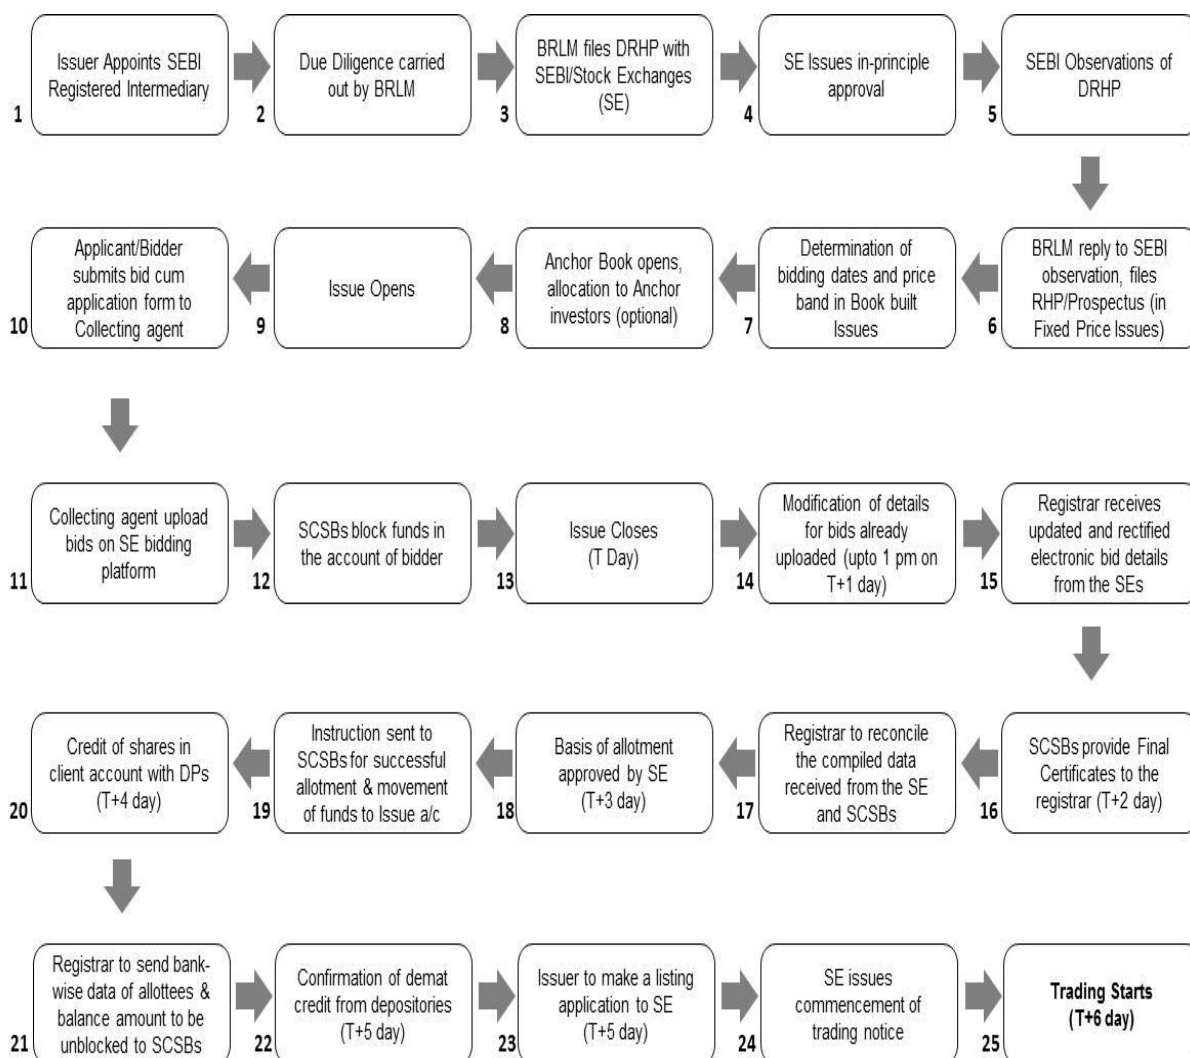 Issuer Appoints SEBI
Registered Intermediary
1
Due Diligence carried
out by BRLM
2
BRLM files DRHP with
SEBI/Stock Exchanges
(SE)
3
SE Issues in-principle
approval
4
SEBI Observations of
DRHP
5
BRLM reply to SEBI
observation, files
RHP/Prospectus (in
Fixed Price Issues)
6
Determination of
bidding dates and price
band in Book built
Issues
7
Anchor Book opens,
allocation to Anchor
investors (optional)
8
Issue Opens
9
Applicant/Bidder
submits bid cum
application form to
Collecting agent
10
Collecting agent upload
bids on SE bidding
platform
11
SCSBs block funds in
the account of bidder
12
Issue Closes
(T Day)
13
Modification of details
for bids already
uploaded (upto 1 pm on
T+1 day)
14
Registrar receives
updated and rectified
electronic bid details
from the SEs
15
SCSBs provide Final
Certificates to the
registrar (T+2 day)
16
Registrar to reconcile
the compiled data
received from the SE
and SCSBs
17
Basis of allotment
approved by SE
(T+3 day)
18
Instruction sent to
SCSBs for successful
allotment & movement
of funds to Issue a/c
19
Credit of shares in
client account with DPs
(T+4 day)
20
Registrar to send bank-
wise data of allottees &
balance amount to be
unblocked to SCSBs
21
Confirmation of demat
credit from depositories
(T+5 day)
22
Issuer to make a listing
application to SE
(T+5 day)
23
SE issues
commencement of
trading notice
24
Trading Starts
(T+6 day)
25